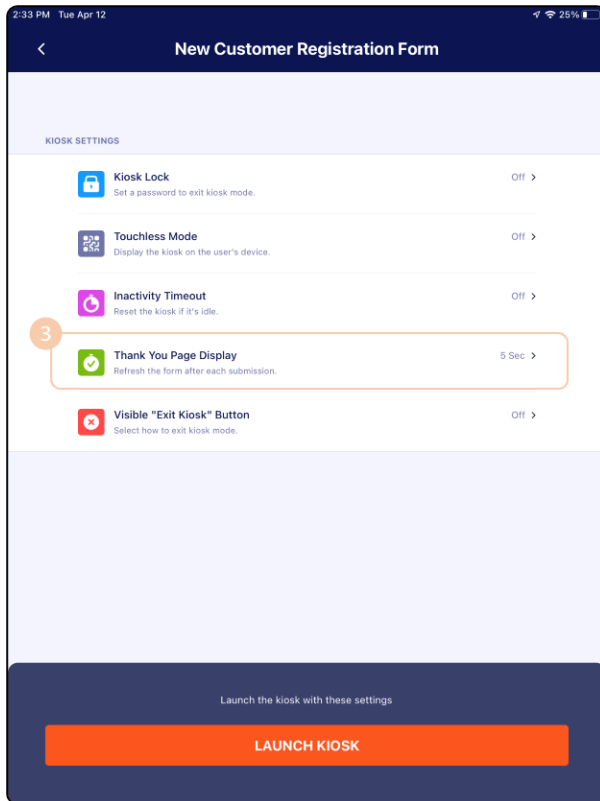 2:33 PM Tue Apr 12
25%
New Customer Registration Form
KIOSK SETTINGS
Kiosk Lock
Off
Set a password to exit kiosk mode.
Touchless Mode
Off
Display the kiosk on the user's device.
Inactivity Timeout
Off
Reset the kiosk if it's idle.
3
Thank You Page Display
5 Sec
Refresh the form after each submission.
Visible "Exit Kiosk" Button
Off
Select how to exit kiosk mode.
Launch the kiosk with these settings
LAUNCH KIOSK